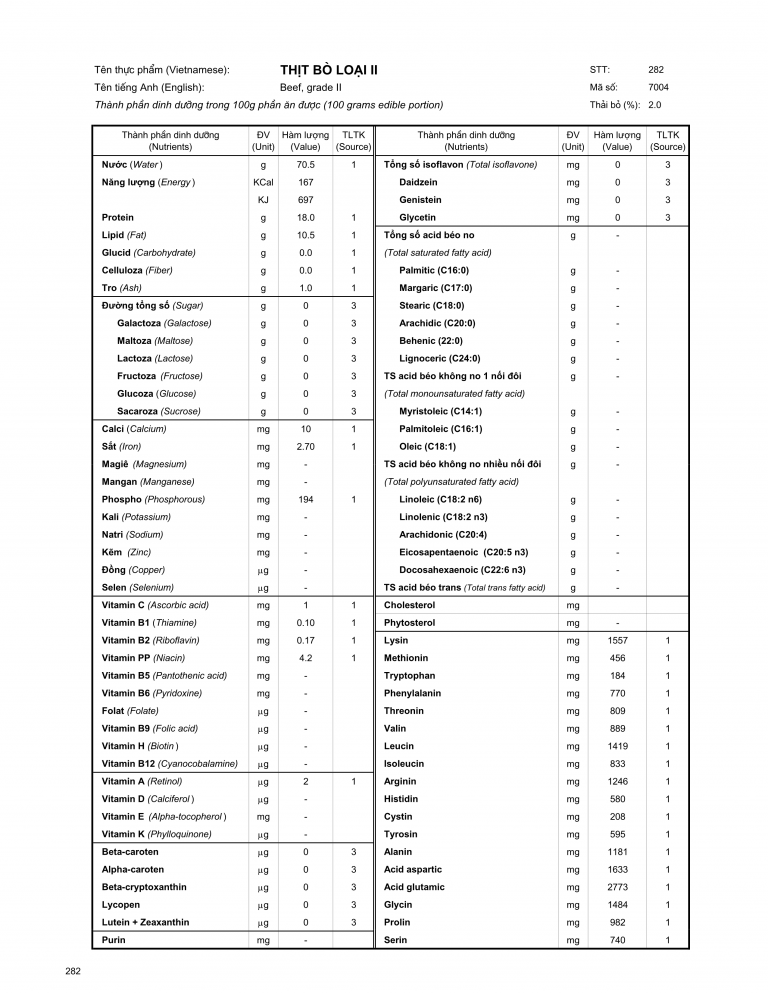 Tên thực phẩm (Vietnamese): THỊT BÒ LOẠI II STT: 282
Tên tiếng Anh (English): Beef, grade II Mã số: 7004
Thành phần dinh dưỡng trong 100g phần ăn được (100 grams edible portion) Thải bỏ (%): 2.0
Thành phần dinh dưỡng ĐV Hàm lượng TLTK Thành phần dinh dưỡng ĐV Hàm lượng TLTK
(Nutrients) (Unit) (Value) (Source) (Nutrients) (Unit) (Value) (Source)
Nước (Water) g 70.5 1 Tổng số isoflavon (Total isoflavone) mg 0 3
Năng lượng (Energy) KCal 167 Daidzein mg 0 3
KJ 697 Genistein mg 0 3
Protein g 18.0 1 Glycetin mg 0 3
Lipid (Fat) g 10.5 1 Tổng số acid béo no g -
Glucid (Carbohydrate) g 0.0 1 (Total saturated fatty acid)
Celluloza (Fiber) g 0.0 1 Palmitic (C16:0) g -
Tro (Ash) g 1.0 1 Margaric (C17:0) g -
Đường tổng số (Sugar) g 0 3 Stearic (C18:0) g -
Galactoza (Galactose) g 0 3 Arachidic (C20:0) g -
Maltoza (Maltose) g 0 3 Behenic (22:0) g -
Lactoza (Lactose) g 0 3 Lignoceric (C24:0) g -
Fructoza (Fructose) g 0 3 TS acid béo không no 1 nối đôi g -
Glucoza (Glucose) g 0 3 (Total monounsaturated fatty acid)
Sacaroza (Sucrose) g 0 3 Myristoleic (C14:1) g -
Calci (Calcium) mg 10 1 Palmitoleic (C16:1) g -
Sắt (Iron) mg 2.70 1 Oleic (C18:1) g -
Magiê (Magnesium) mg - TS acid béo không no nhiều nối đôi g -
Mangan (Manganese) mg - (Total polyunsaturated fatty acid)
Phospho (Phosphorous) mg 194 1 Linoleic (C18:2 n6) g -
Kali (Potassium) mg - Linolenic (C18:2 n3) g -
Natri (Sodium) mg - Arachidonic (C20:4) g -
Kẽm (Zinc) mg - Eicosapentaenoic (C20:5 n3) g -
Đồng (Copper) μg - Docosahexaenoic (C22:6 n3) g -
Selen (Selenium) μg - TS acid béo trans (Total trans fatty acid) g -
Vitamin C (Ascorbic acid) mg 1 1 Cholesterol mg
Vitamin B1 (Thiamine) mg 0.10 1 Phytosterol mg -
Vitamin B2 (Riboflavin) mg 0.17 1 Lysin mg 1557 1
Vitamin PP (Niacin) mg 4.2 1 Methionin mg 456 1
Vitamin B5 (Pantothenic acid) mg - Tryptophan mg 184 1
Vitamin B6 (Pyridoxine) mg - Phenylalanin mg 770 1
Folat (Folate) μg - Threonin mg 809 1
Vitamin B9 (Folic acid) μg - Valin mg 889 1
Vitamin H (Biotin) μg - Leucin mg 1419 1
Vitamin B12 (Cyanocobalamine) μg - Isoleucin mg 833 1
Vitamin A (Retinol) μg 2 1 Arginin mg 1246 1
Vitamin D (Calciferol) μg - Histidin mg 580 1
Vitamin E (Alpha-tocopherol) mg - Cystin mg 208 1
Vitamin K (Phylloquinone) μg - Tyrosin mg 595 1
Beta-caroten μg 0 3 Alanin mg 1181 1
Alpha-caroten μg 0 3 Acid aspartic mg 1633 1
Beta-cryptoxanthin μg 0 3 Acid glutamic mg 2773 1
Lycopen μg 0 3 Glycin mg 1484 1
Lutein + Zeaxanthin μg 0 3 Prolin mg 982 1
Purin mg - Serin mg 740 1
282